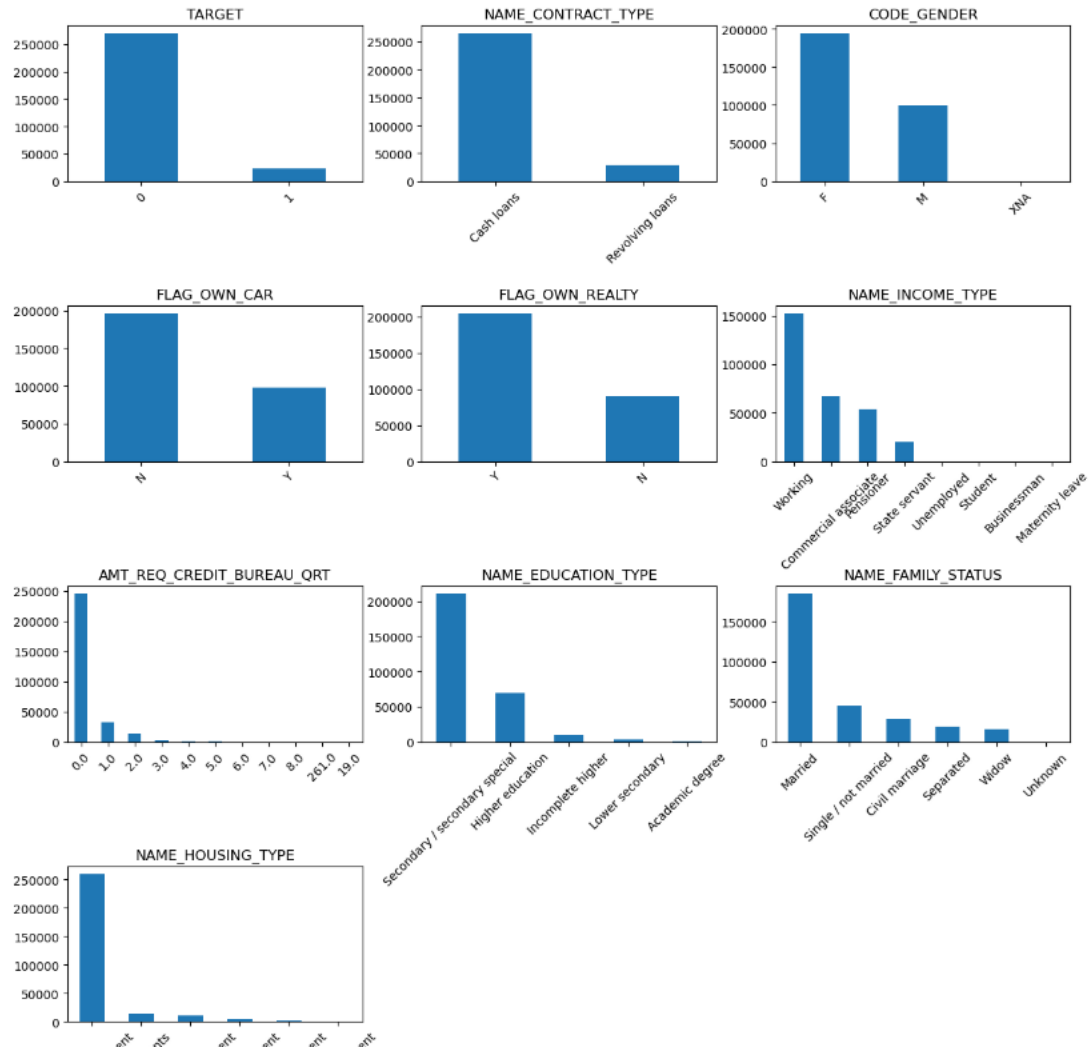 TARGET
250000
200000
150000
100000
50000
0
0
1
NAME_CONTRACT_TYPE
250000
200000
150000
100000
50000
0
Cash loans
Revolving loans
CODE_GENDER
200000
150000
100000
50000
0
F
M
XNA
FLAG_OWN_CAR
200000
150000
100000
50000
0
N
Y
FLAG_OWN_REALTY
200000
150000
100000
50000
0
Y
N
NAME_INCOME_TYPE
150000
100000
50000
0
Working
Commercial associate
Pensioner
State servant
Unemployed
Student
Businessman
Maternity leave
AMT_REQ_CREDIT_BUREAU_QRT
250000
200000
150000
100000
50000
0
0.0
1.0
2.0
3.0
4.0
5.0
6.0
7.0
8.0
261.0
19.0
NAME_EDUCATION_TYPE
200000
150000
100000
50000
0
Secondary / secondary special
Higher education
Incomplete higher
Lower secondary
Academic degree
NAME_FAMILY_STATUS
150000
100000
50000
0
Married
Single / not married
Civil marriage
Separated
Widow
Unknown
NAME_HOUSING_TYPE
250000
200000
150000
100000
50000
0